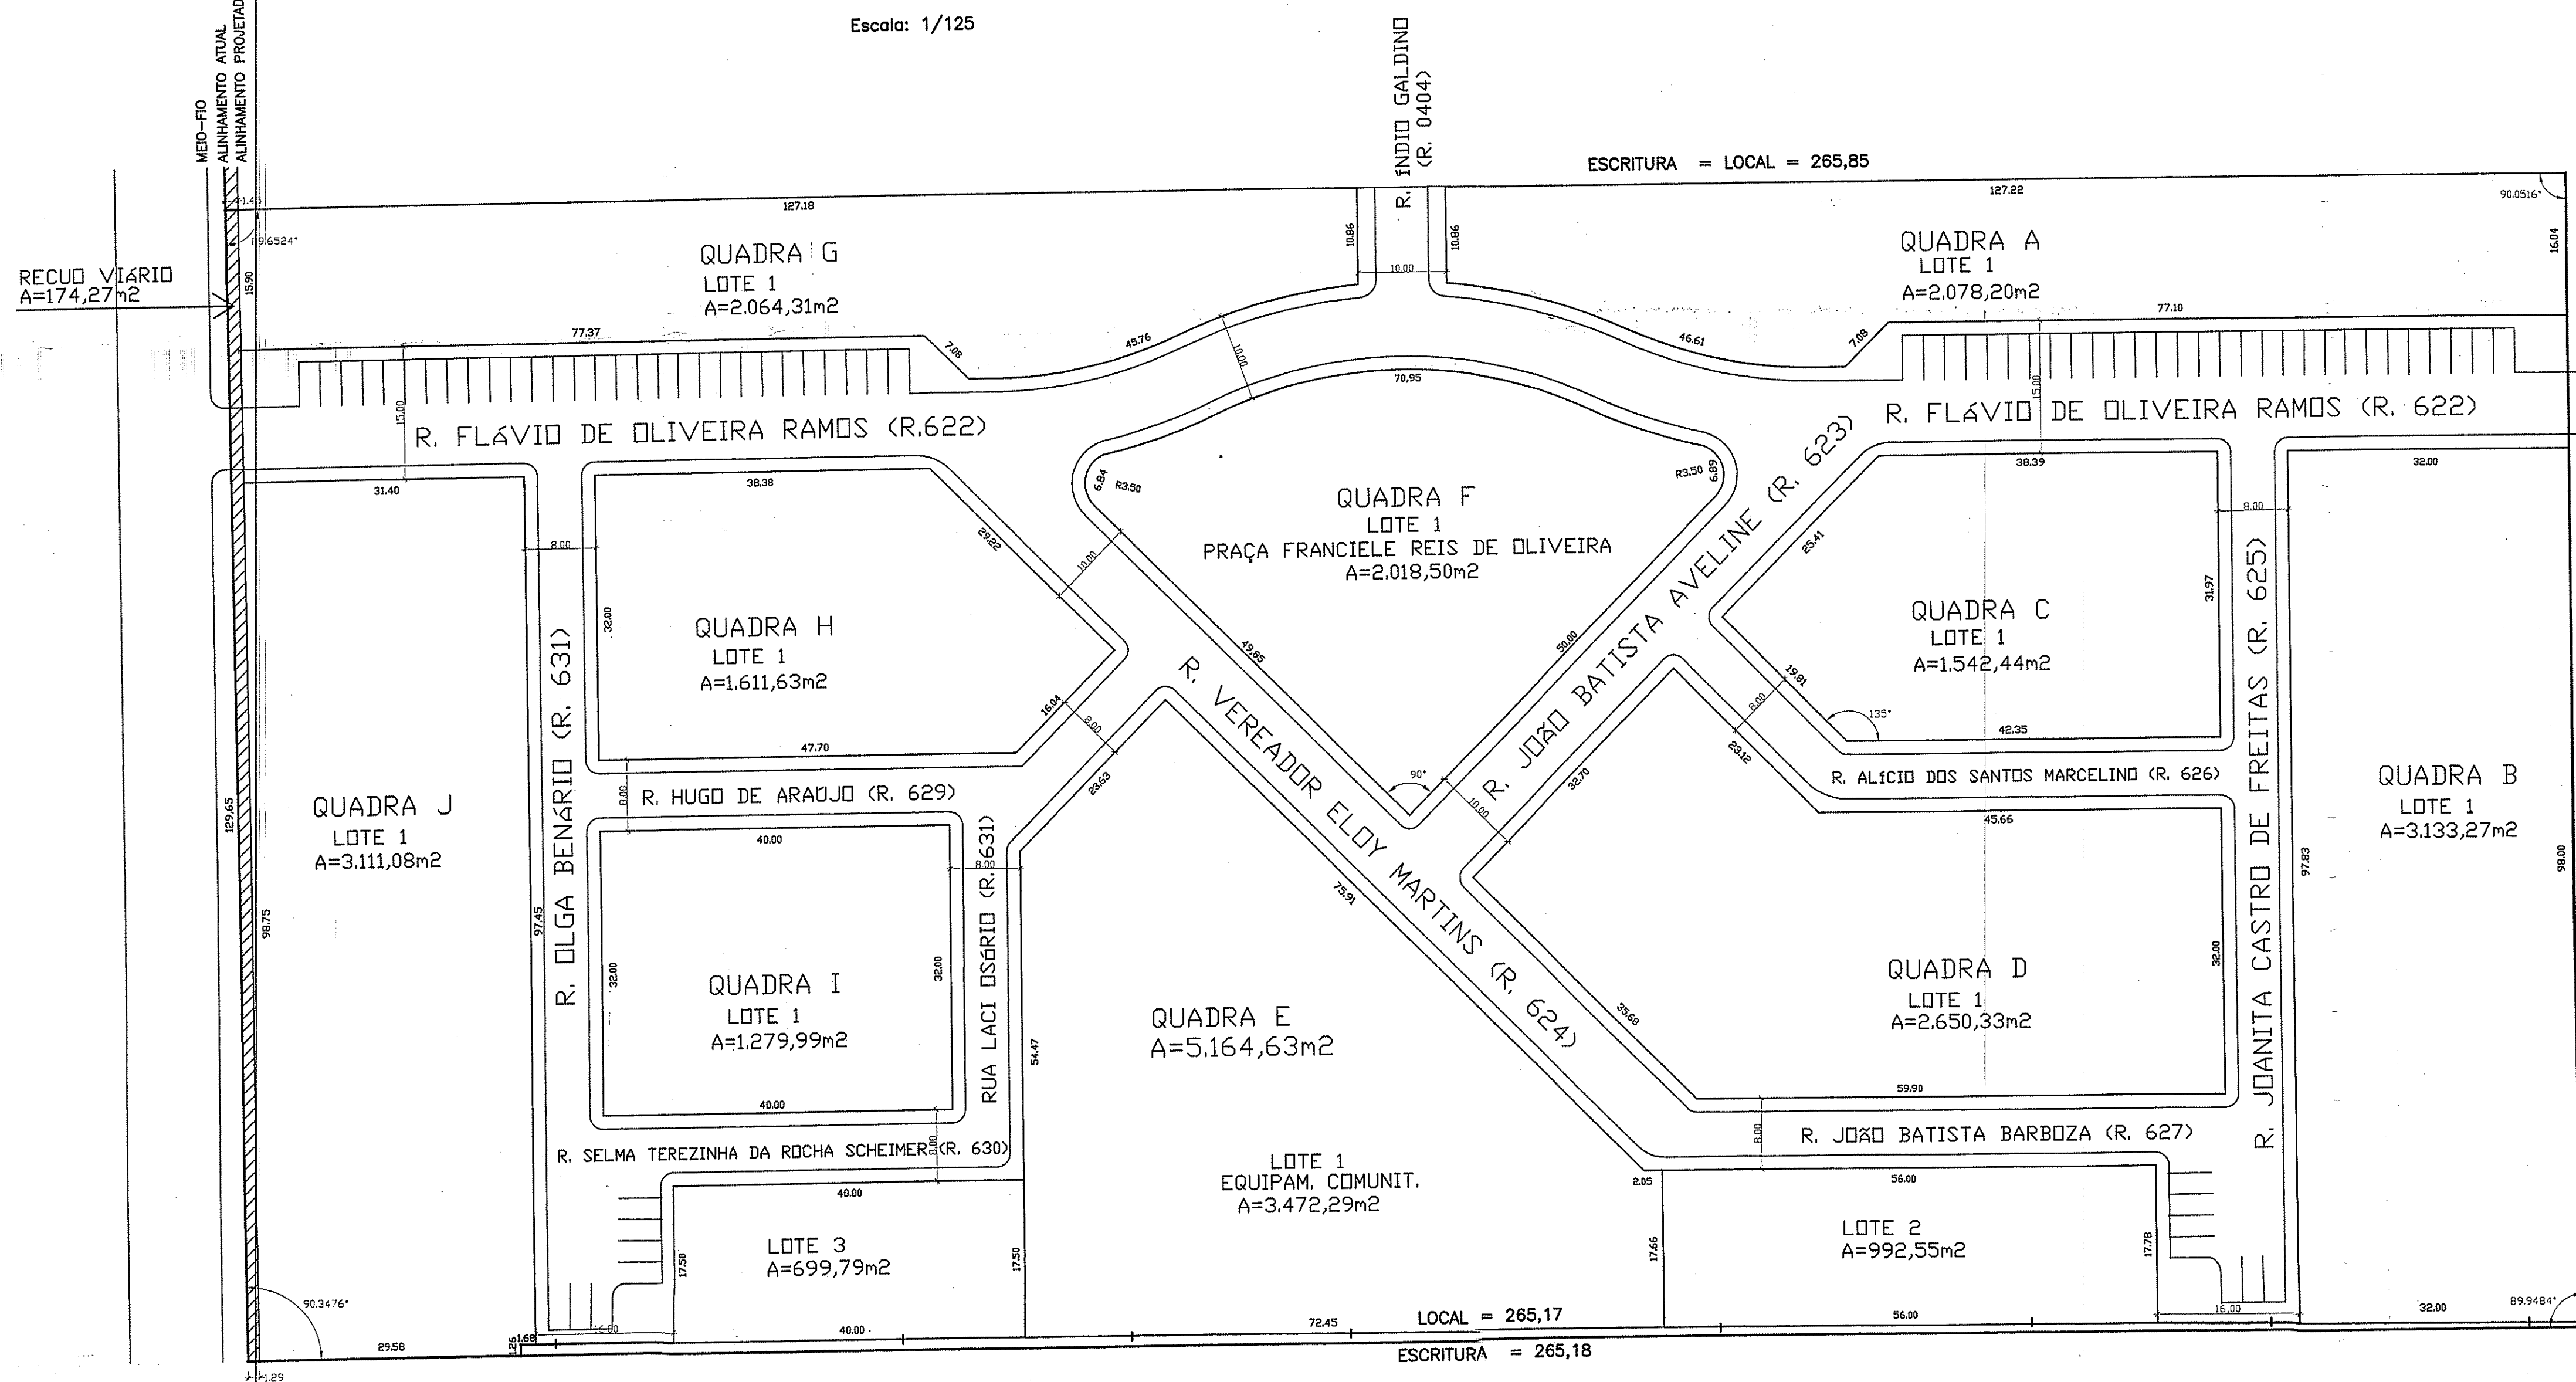 Escala: 1/125
MEIO-FIO
ALINHAMENTO ATUAL
ALINHAMENTO PROJETAD
R. ÍNDIO GALDINO
(R. 0404)
ESCRITURA = LOCAL = 265,85
127.18
127.22
90.0516°
16.04
10.86
10.86
10.00
RECUO VIÁRIO
A=174,27m2
15.90
QUADRA G
LOTE 1
A=2.064,31m2
QUADRA A
LOTE 1
A=2.078,20m2
77.37
7.08
45.76
10.00
70,95
46.61
7.08
77.10
15.00
15.00
R. FLÁVIO DE OLIVEIRA RAMOS (R.622)
R. FLÁVIO DE OLIVEIRA RAMOS (R. 622)
31.40
38.38
38.39
32.00
8.00
8.00
6.84
R3.50
R3.50
6.89
QUADRA F
LOTE 1
PRAÇA FRANCIELE REIS DE OLIVEIRA
A=2.018,50m2
49.85
50.00
90°
10.00
10.00
R. JOÃO BATISTA AVELINE (R. 623)
R. VEREADOR ELOY MARTINS (R. 624)
QUADRA H
LOTE 1
A=1.611,63m2
32.00
29.22
16.04
8.00
47.70
QUADRA C
LOTE 1
A=1.542,44m2
25.41
31.97
19.81
8.00
135°
42.35
R. OLGA BENÁRIO (R. 631)
R. HUGO DE ARAÚJO (R. 629)
8.00
23.63
R. ALÍCIO DOS SANTOS MARCELINO (R. 626)
23.12
32.70
45.66
R. JOANITA CASTRO DE FREITAS (R. 625)
QUADRA J
LOTE 1
A=3.111,08m2
129.65
98.75
97.45
QUADRA B
LOTE 1
A=3.133,27m2
97.83
98.00
40.00
8.00
RUA LACI OSÓRIO (R. 631)
QUADRA I
LOTE 1
A=1.279,99m2
32.00
32.00
40.00
54.47
75.91
QUADRA E
A=5.164,63m2
QUADRA D
LOTE 1
A=2.650,33m2
35.68
32.00
59.90
8.00
8.00
R. SELMA TEREZINHA DA ROCHA SCHEIMER (R. 630)
R. JOÃO BATISTA BARBOZA (R. 627)
LOTE 1
EQUIPAM. COMUNIT.
A=3.472,29m2
40.00
2.05
56.00
LOTE 3
A=699,79m2
17.50
17.50
LOTE 2
A=992,55m2
17.66
17.78
90.3476°
89.9484°
29.58
1.26
1.68
40.00
72.45
LOCAL = 265,17
56.00
16.00
32.00
ESCRITURA = 265,18
1.29